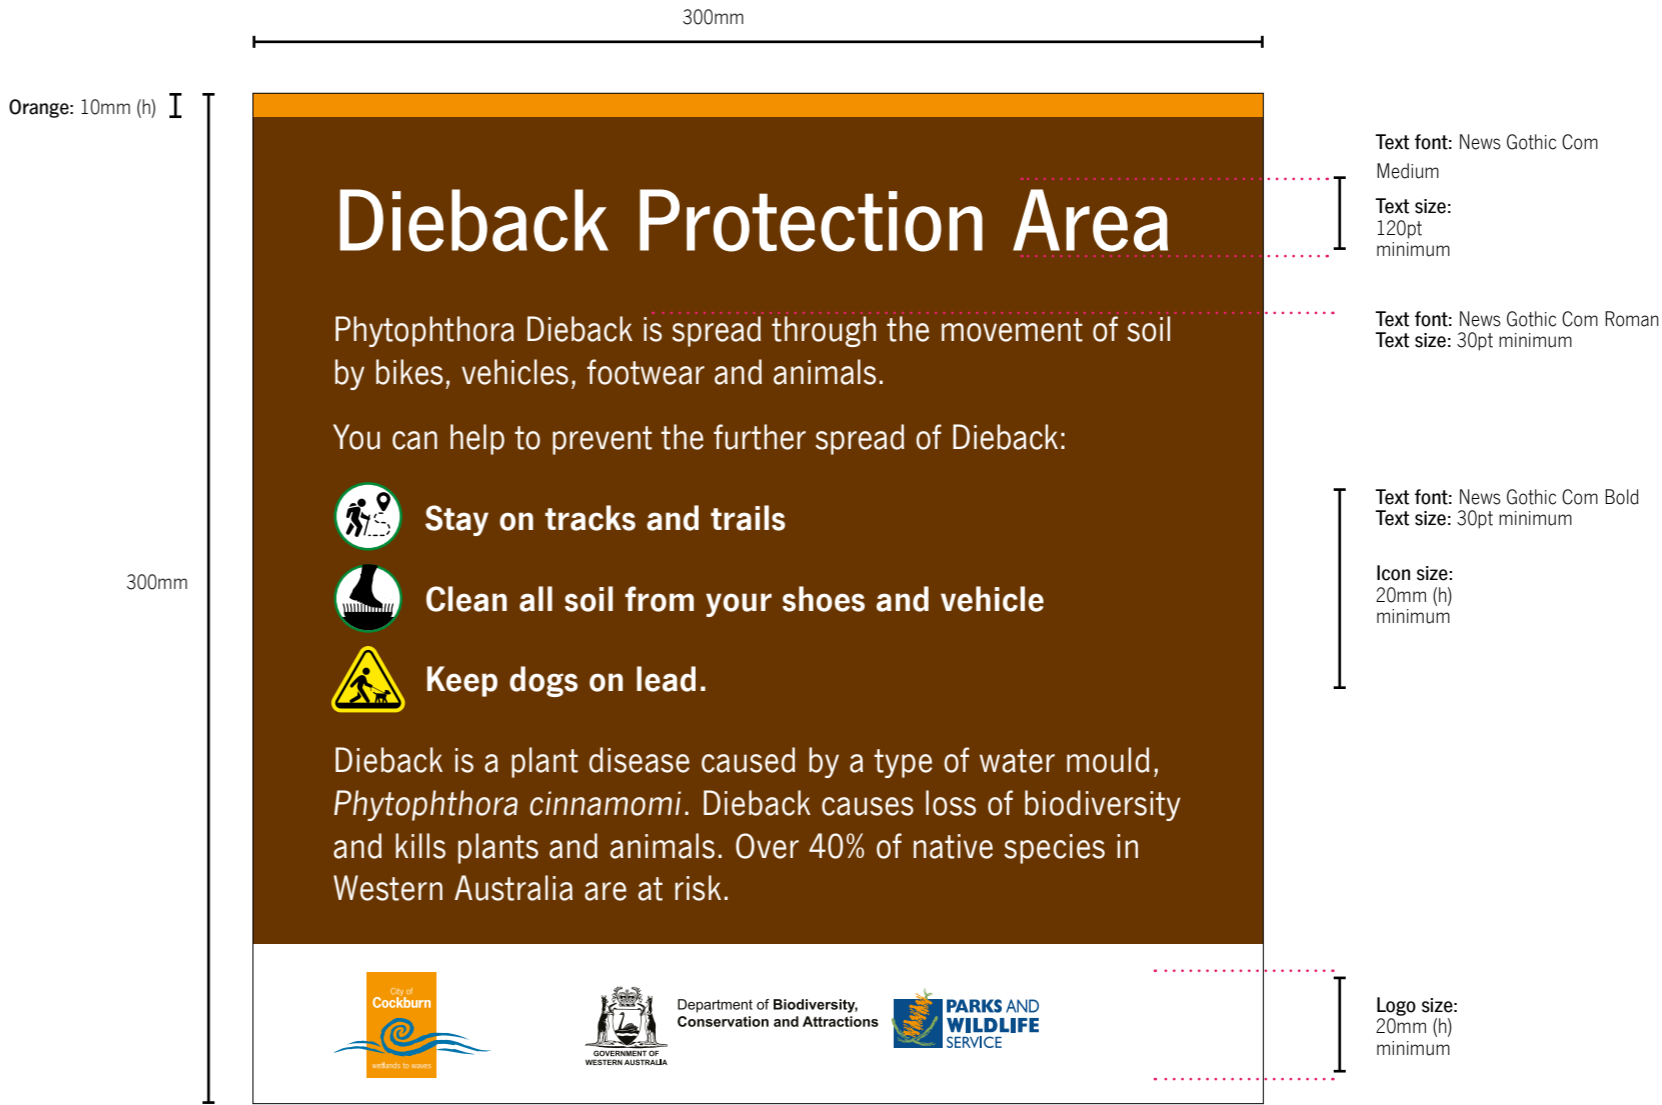 300mm
Orange: 10mm (h)
300mm
Dieback Protection Area
Phytophthora Dieback is spread through the movement of soil
by bikes, vehicles, footwear and animals.
You can help to prevent the further spread of Dieback:
Stay on tracks and trails
Clean all soil from your shoes and vehicle
Keep dogs on lead.
Dieback is a plant disease caused by a type of water mould,
Phytophthora cinnamomi. Dieback causes loss of biodiversity
and kills plants and animals. Over 40% of native species in
Western Australia are at risk.
City of
Cockburn
wetlands to waves
GOVERNMENT OF
WESTERN AUSTRALIA
Department of Biodiversity,
Conservation and Attractions
PARKS AND
WILDLIFE
SERVICE
Text font: News Gothic Com
Medium
Text size:
120pt
minimum
Text font: News Gothic Com Roman
Text size: 30pt minimum
Text font: News Gothic Com Bold
Text size: 30pt minimum
Icon size:
20mm (h)
minimum
Logo size:
20mm (h)
minimum